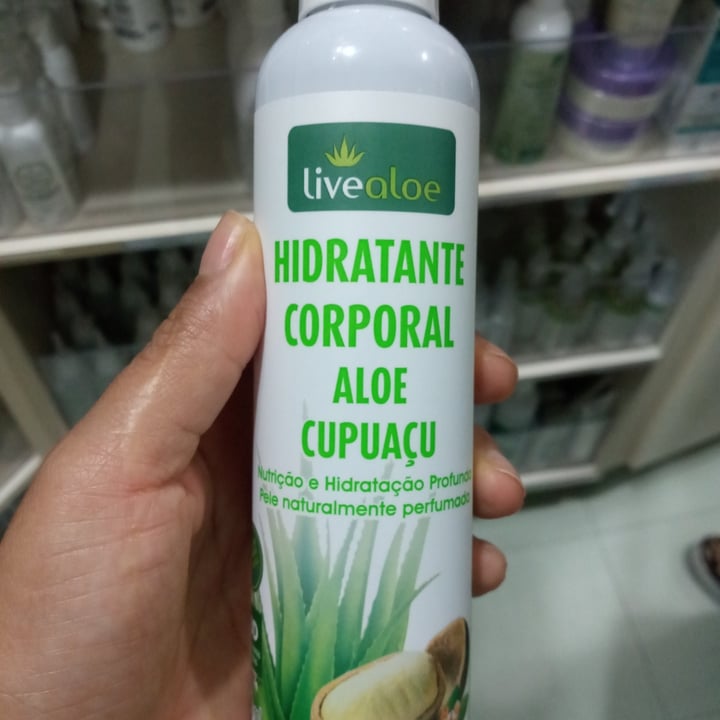 livealoe
HIDRATANTE
CORPORAL
ALOE
CUPUAÇU
Nutrição e Hidratação Profunda
Pele naturalmente perfumada